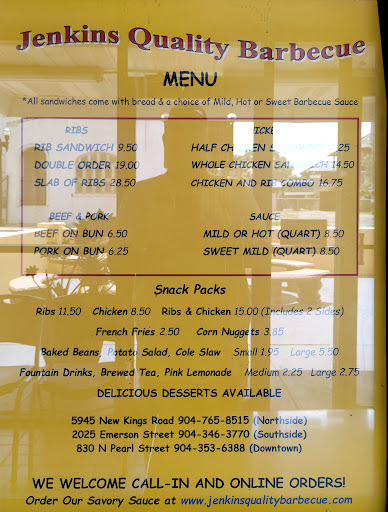 Jenkins Quality Barbecue
MENU
*All sandwiches come with bread & a choice of Mild, Hot or Sweet Barbecue Sauce
RIBS
RIB SANDWICH 9.50
DOUBLE ORDER 19.00
SLAB OF RIBS 28.50
HALF CHICKEN SANDWICH
WHOLE CHICKEN SANDWICH 14.50
CHICKEN AND RIB COMBO 16.75
BEEF & PORK
BEEF ON BUN 6.50
PORK ON BUN 6.25
SAUCE
MILD OR HOT (QUART) 8.50
SWEET MILD (QUART) 8.50
Snack Packs
Ribs 11.50 Chicken 8.50 Ribs & Chicken 15.00 (Includes 2 Sides)
French Fries 2.50 Corn Nuggets 3.85
Baked Beans, Potato Salad, Cole Slaw Small 1.95 Large 5.50
Fountain Drinks, Brewed Tea, Pink Lemonade Medium 2.25 Large 2.75
DELICIOUS DESSERTS AVAILABLE
5945 New Kings Road 904-765-8515 (Northside)
2025 Emerson Street 904-346-3770 (Southside)
830 N Pearl Street 904-353-6388 (Downtown)
WE WELCOME CALL-IN AND ONLINE ORDERS!
Order Our Savory Sauce at www.jenkinsqualitybarbecue.com